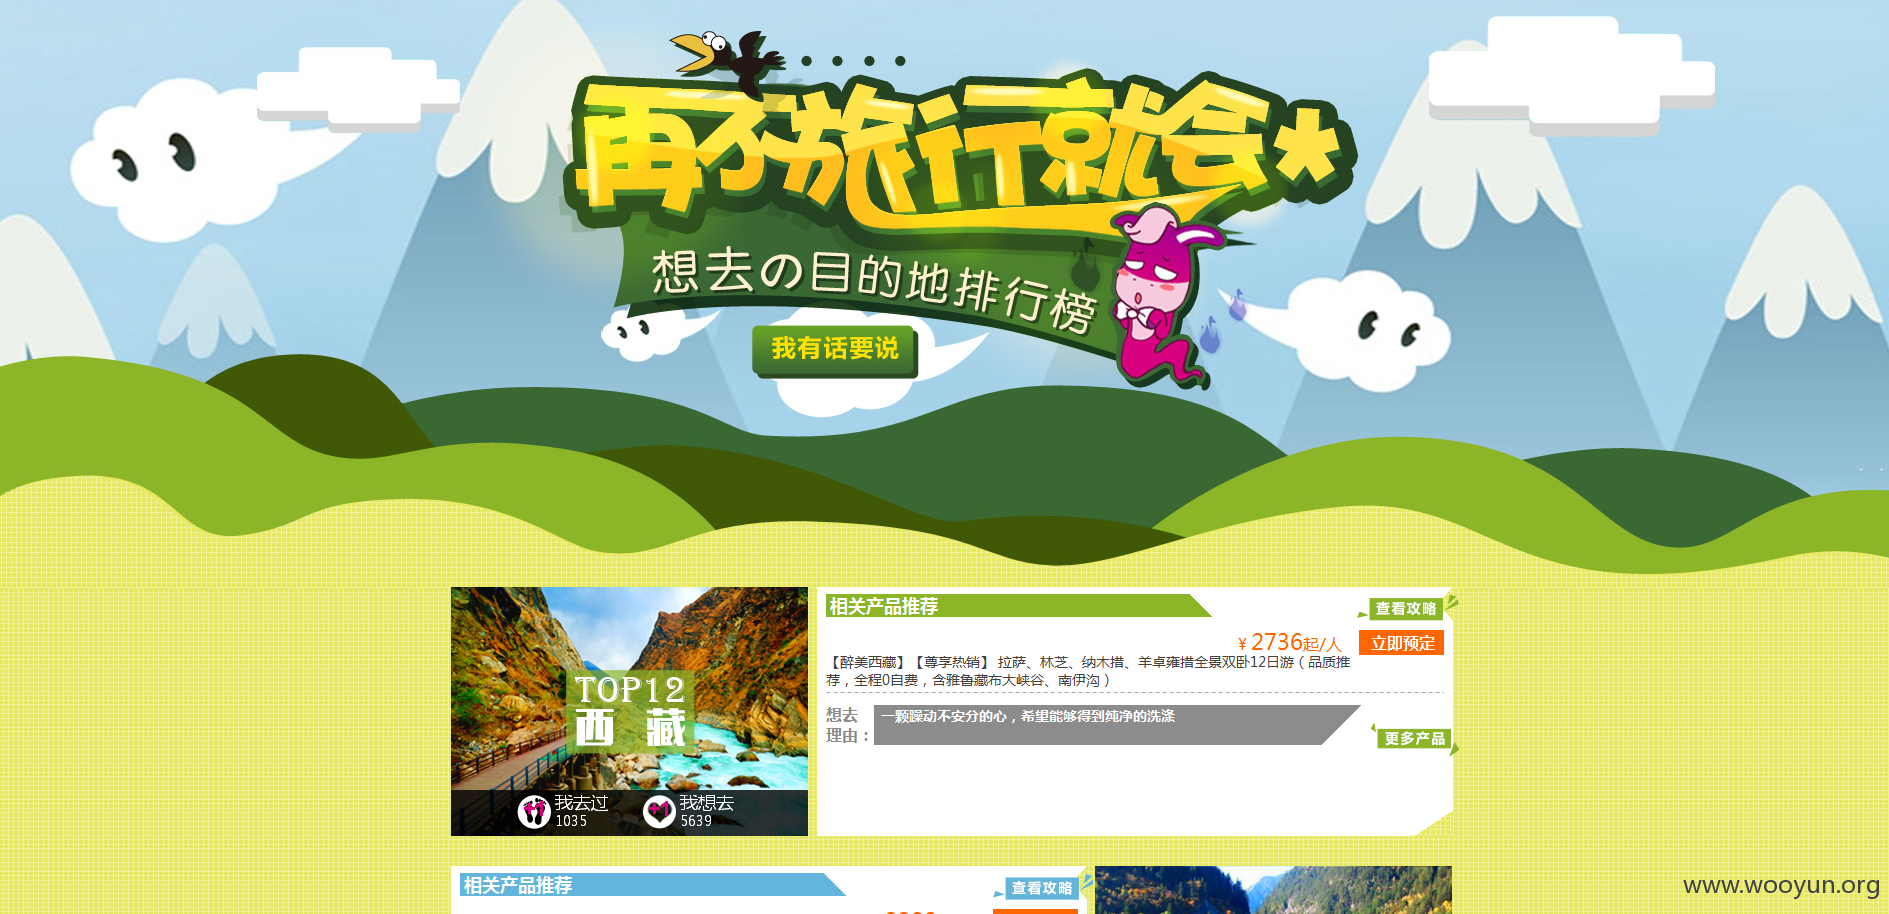 再不旅行就会*
想去の目的地排行榜
我有话要说
TOP12
西藏
+1
我去过
1035
+1
我想去
5639
相关产品推荐
查看攻略
¥2736起/人
立即预定
【醉美西藏】【尊享热销】 拉萨、林芝、纳木措、羊卓雍措全景双卧12日游（品质推
荐，全程0自费，含雅鲁藏布大峡谷、南伊沟）
想去
理由：
一颗躁动不安分的心，希望能够得到纯净的洗涤
更多产品
相关产品推荐
查看攻略
www.wooyun.org